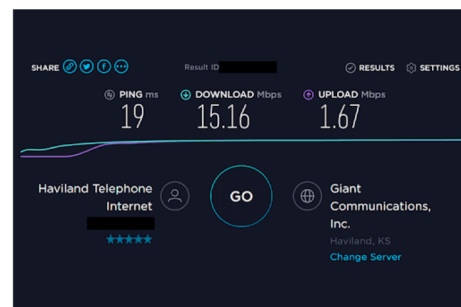 SHARE
Result ID
RESULTS
SETTINGS
PING ms
DOWNLOAD Mbps
UPLOAD Mbps
19
15.16
1.67
Haviland Telephone
Internet
GO
Giant
Communications,
Inc.
Haviland, KS
Change Server